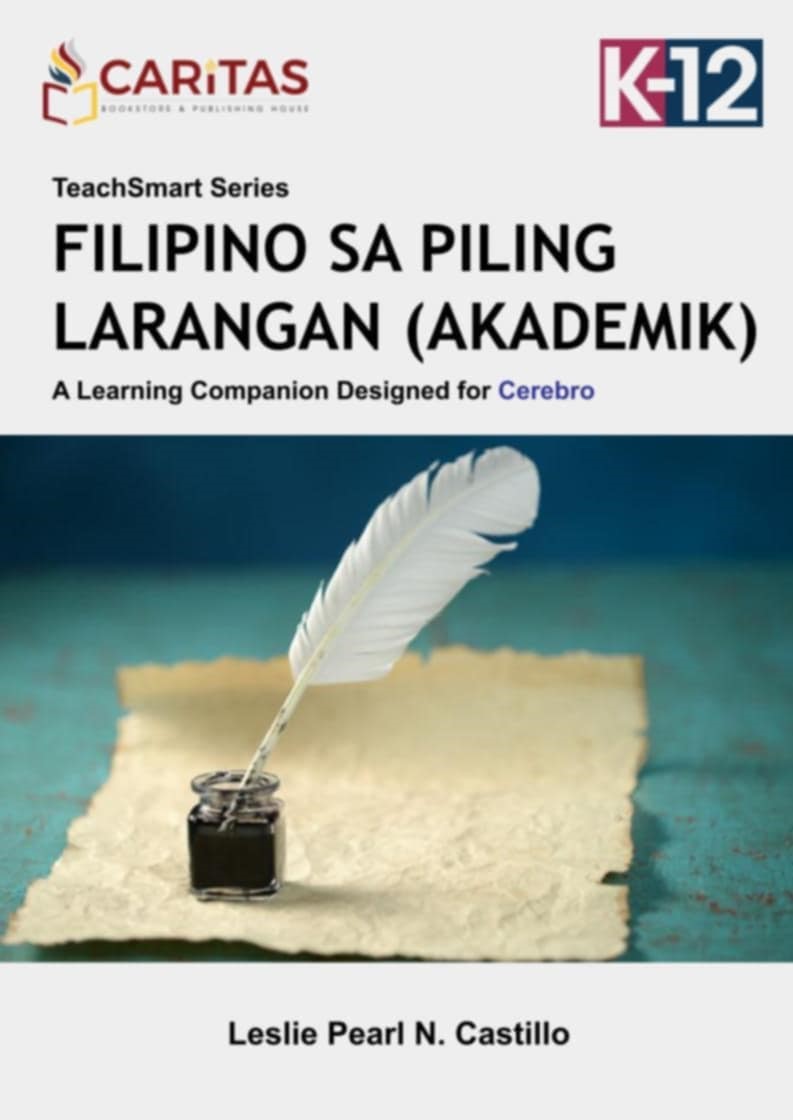 CARiTAS
BOOKSTORE & PUBLISHING HOUSE
K-12
TeachSmart Series
FILIPINO SA PILING
LARANGAN (AKADEMIK)
A Learning Companion Designed for Cerebro
Leslie Pearl N. Castillo